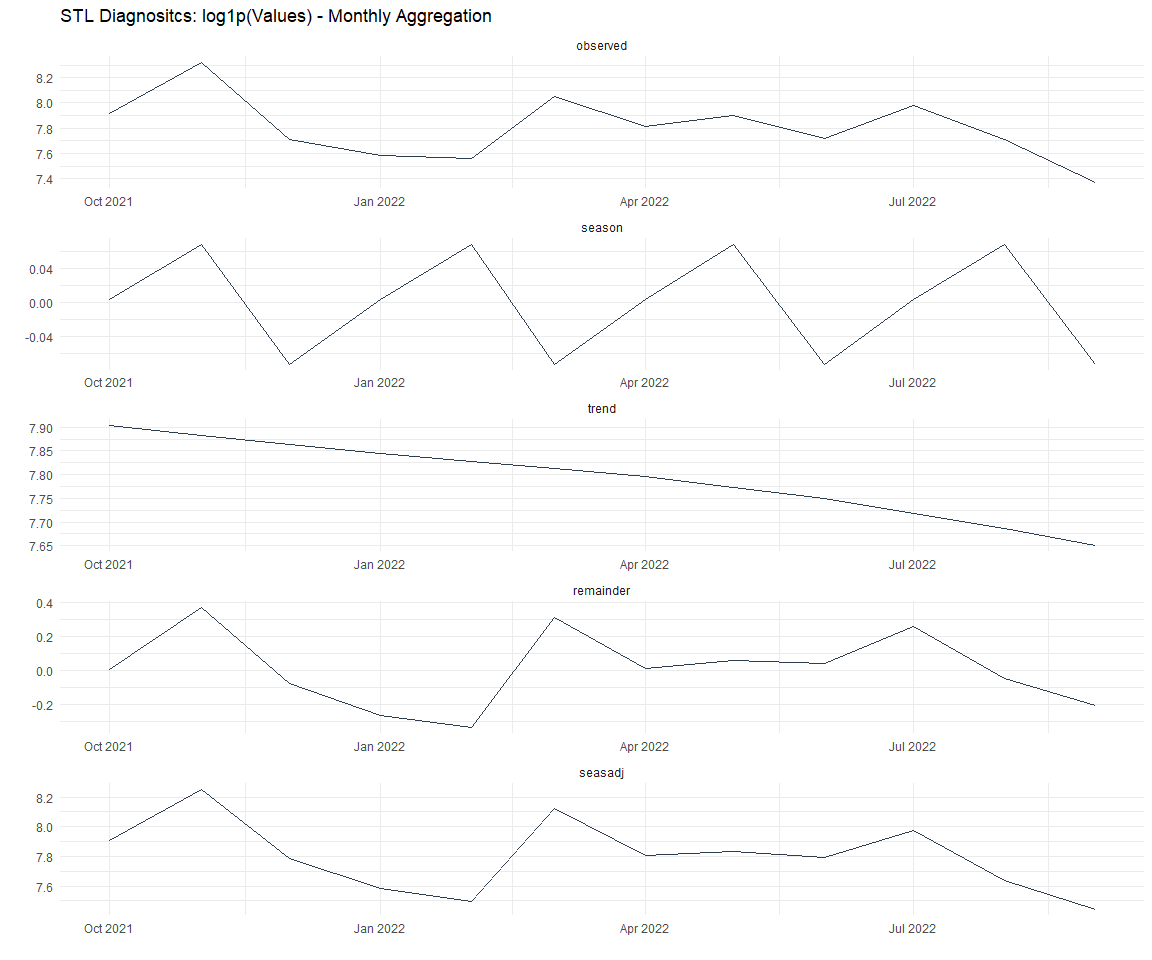 STL Diagnositcs: log1p(Values) - Monthly Aggregation
observed
8.2
8.0
7.8
7.6
7.4
Oct 2021 Jan 2022 Apr 2022 Jul 2022
season
0.04
0.00
-0.04
Oct 2021 Jan 2022 Apr 2022 Jul 2022
trend
7.90
7.85
7.80
7.75
7.70
7.65
Oct 2021 Jan 2022 Apr 2022 Jul 2022
remainder
0.4
0.2
0.0
-0.2
Oct 2021 Jan 2022 Apr 2022 Jul 2022
seasadj
8.2
8.0
7.8
7.6
Oct 2021 Jan 2022 Apr 2022 Jul 2022